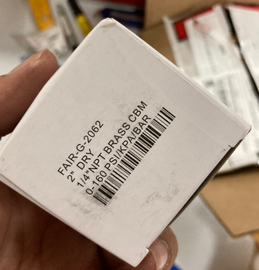 FAIR-G-2062
2" DRY
1/4"NPT BRASS CBM
0-160 PSI/KPA/BAR